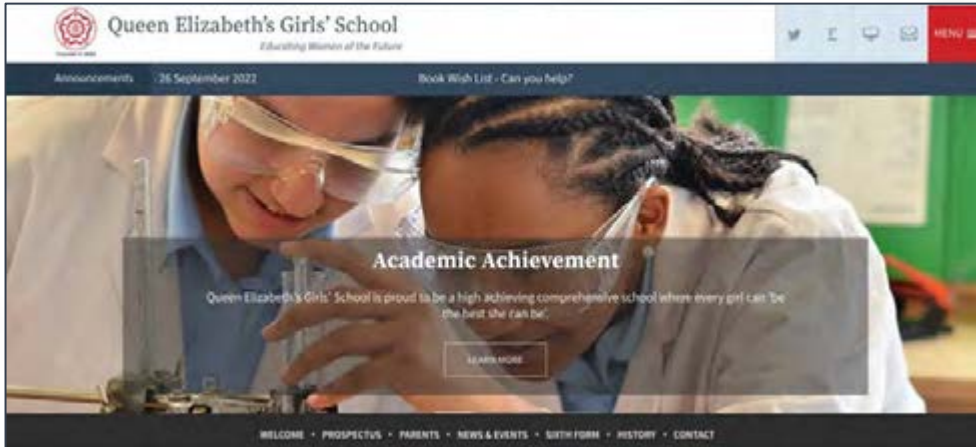 Queen Elizabeth's Girls' School
Educating Women of the Future
MENU
Announcements 26 September 2022 Book Wish List - Can you help?
Academic Achievement
Queen Elizabeth's Girls' School is proud to be a high achieving comprehensive school where every girl can 'be
the best she can be'.
LEARN MORE
WELCOME • PROSPECTUS • PARENTS • NEWS & EVENTS • SIXTH FORM • HISTORY • CONTACT